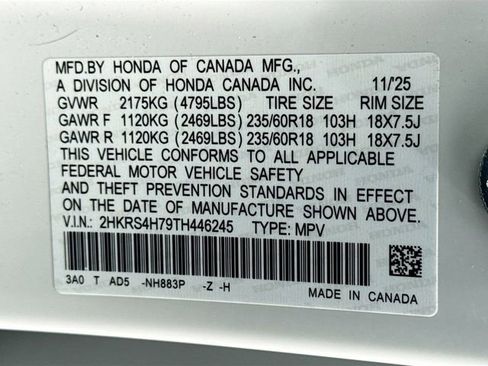 MFD.BY HONDA OF CANADA MFG.,
A DIVISION OF HONDA CANADA INC. 11/25
GVWR 2175KG (4795LBS) TIRE SIZE RIM SIZE
GAWR F 1120KG (2469LBS) 235/60R18 103H 18X7.5J
GAWR R 1120KG (2469LBS) 235/60R18 103H 18X7.5J
THIS VEHICLE CONFORMS TO ALL APPLICABLE
FEDERAL MOTOR VEHICLE SAFETY
AND THEFT PREVENTION STANDARDS IN EFFECT
ON THE DATE OF MANUFACTURE SHOWN ABOVE.
V.I.N.: 2HKRS4H79TH446245 TYPE: MPV
3A0 T AD5 -NH883P -Z -H
MADE IN CANADA